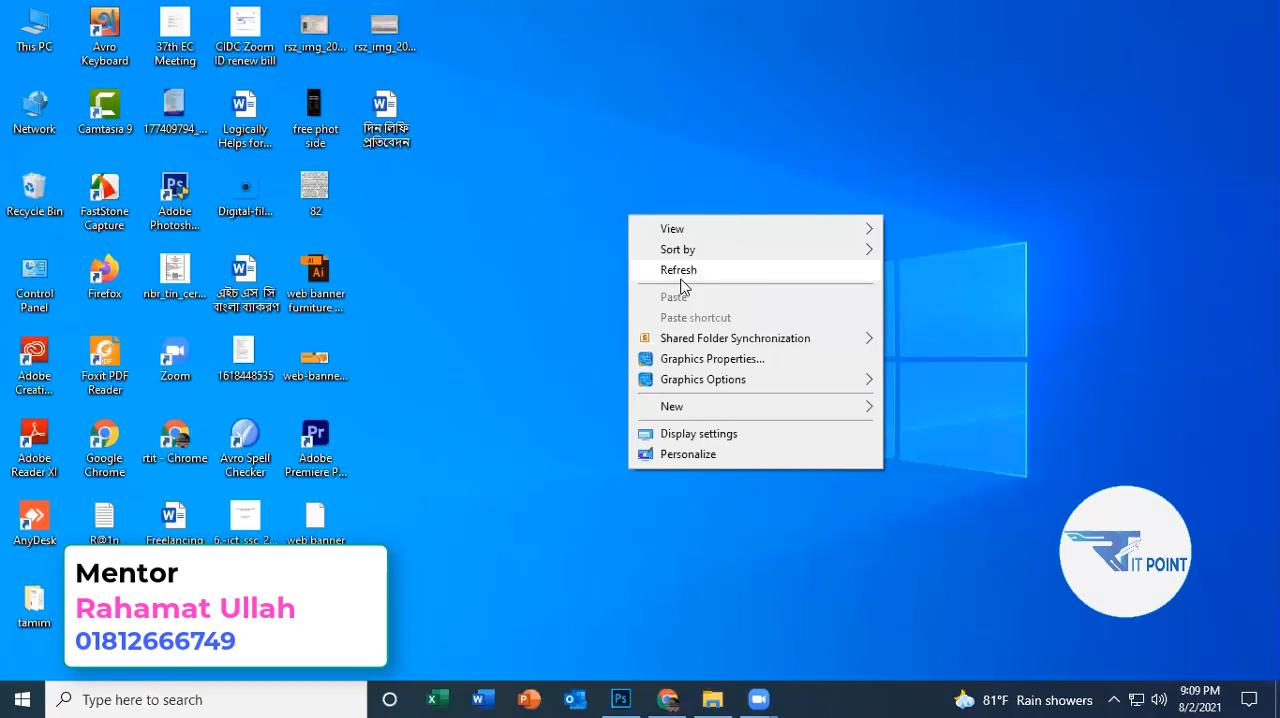 This PC
Avro
Keyboard
37th EC
Meeting
CIDC Zoom
ID renew bill
rsz_img_20...
rsz_img_20...
Network
Camtasia 9
177409794_...
Logically
Helps for...
free phot
side
দিন লিফি
প্রতিবেদন
Recycle Bin
FastStone
Capture
Adobe
Photosh...
Digital-fil...
82
Control
Panel
Firefox
nbr_tin_cer...
এইচ এস সি
বাংলা ব্যাকরণ
web banner
furniture ...
Adobe
Creati...
Foxit PDF
Reader
Zoom
1618448535
web-banne...
Adobe
Reader XI
Google
Chrome
rtit - Chrome
Avro Spell
Checker
Adobe
Premiere P...
AnyDesk
R@1n
Freelancing
6.-ict_ssc_2...
web banner
tamim
View
Sort by
Refresh
Paste
Paste shortcut
Shared Folder Synchronization
Graphics Properties...
Graphics Options
New
Display settings
Personalize
Mentor
Rahamat Ullah
01812666749
RT IT POINT
Type here to search
81°F Rain showers
9:09 PM
8/2/2021